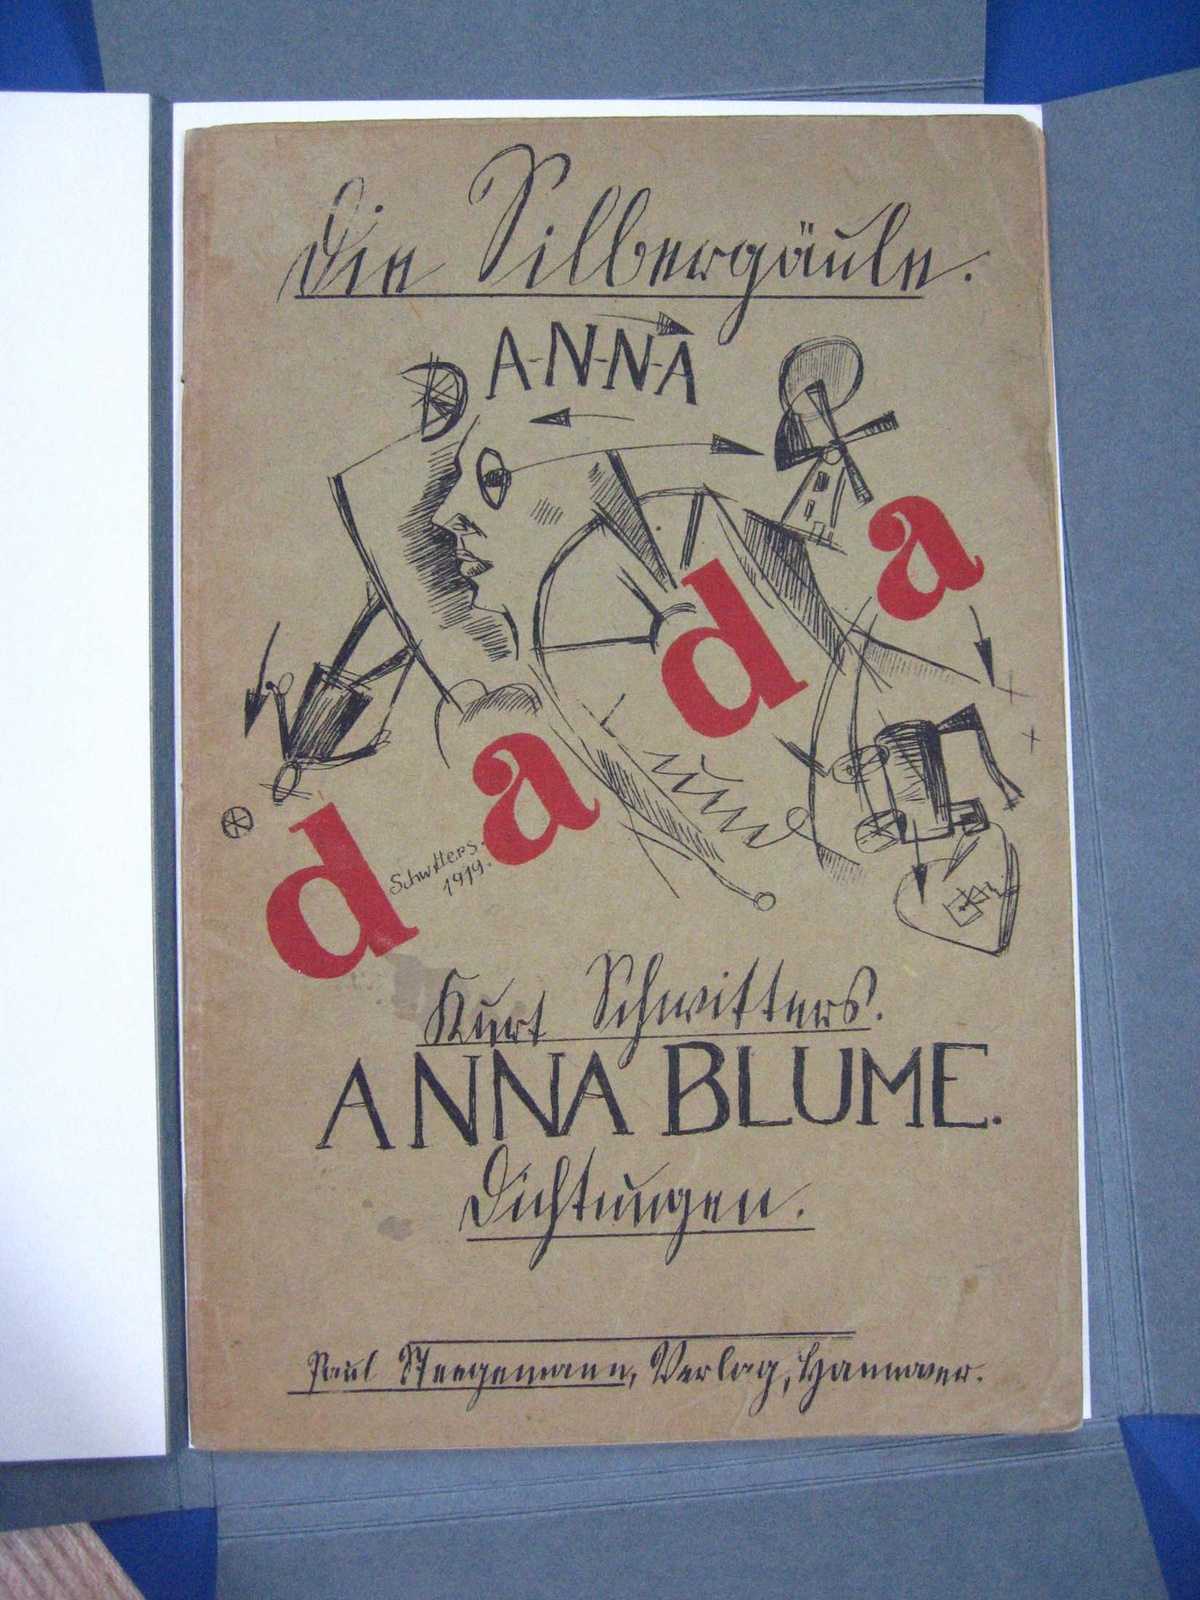 Die Silbergäule.
A-N-N-A
dada
Schwitters.
1919.
Kurt Schwitters.
ANNA BLUME.
Dichtungen.
Paul Steegemann, Verlag, Hannover.